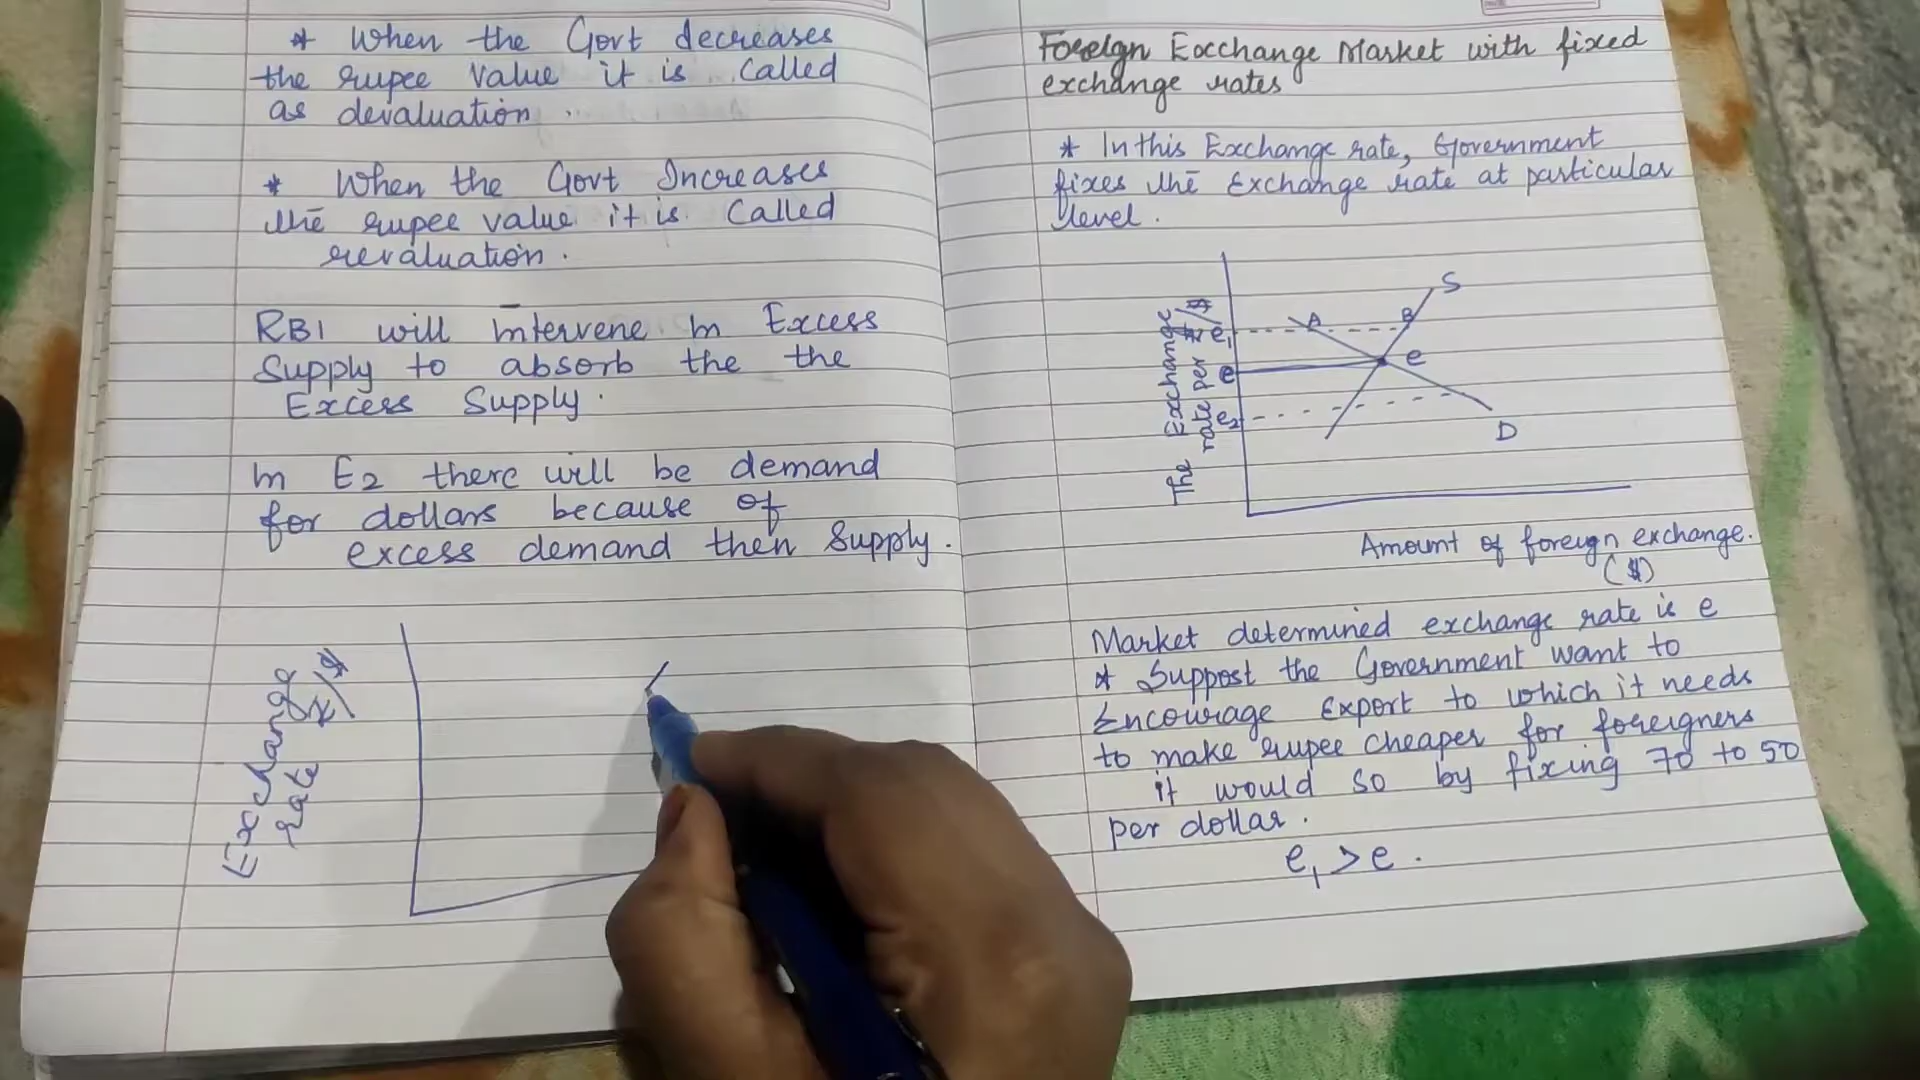 * When the Govt decreases
the rupee value it is called
as devaluation.
* When the Govt Increases
the rupee value it is called
revaluation.
RBI will intervene in Excess
Supply to absorb the the
Excess Supply.
In E2 there will be demand
for dollars because of
excess demand then Supply.
Exchange
rate
₹/$
Foreign Exchange Market with fixed
exchange rates
* In this Exchange rate, Government
fixes the Exchange rate at particular
level.
The Exchange
rate per
S
A
B
e1
e
e
e2
D
Amount of foreign exchange.
($)
Market determined exchange rate is e
* Suppost the Government want to
Encourage export to which it needs
to make rupee cheaper for foreigners
it would so by fixing 70 to 50
per dollar.
e1 > e.